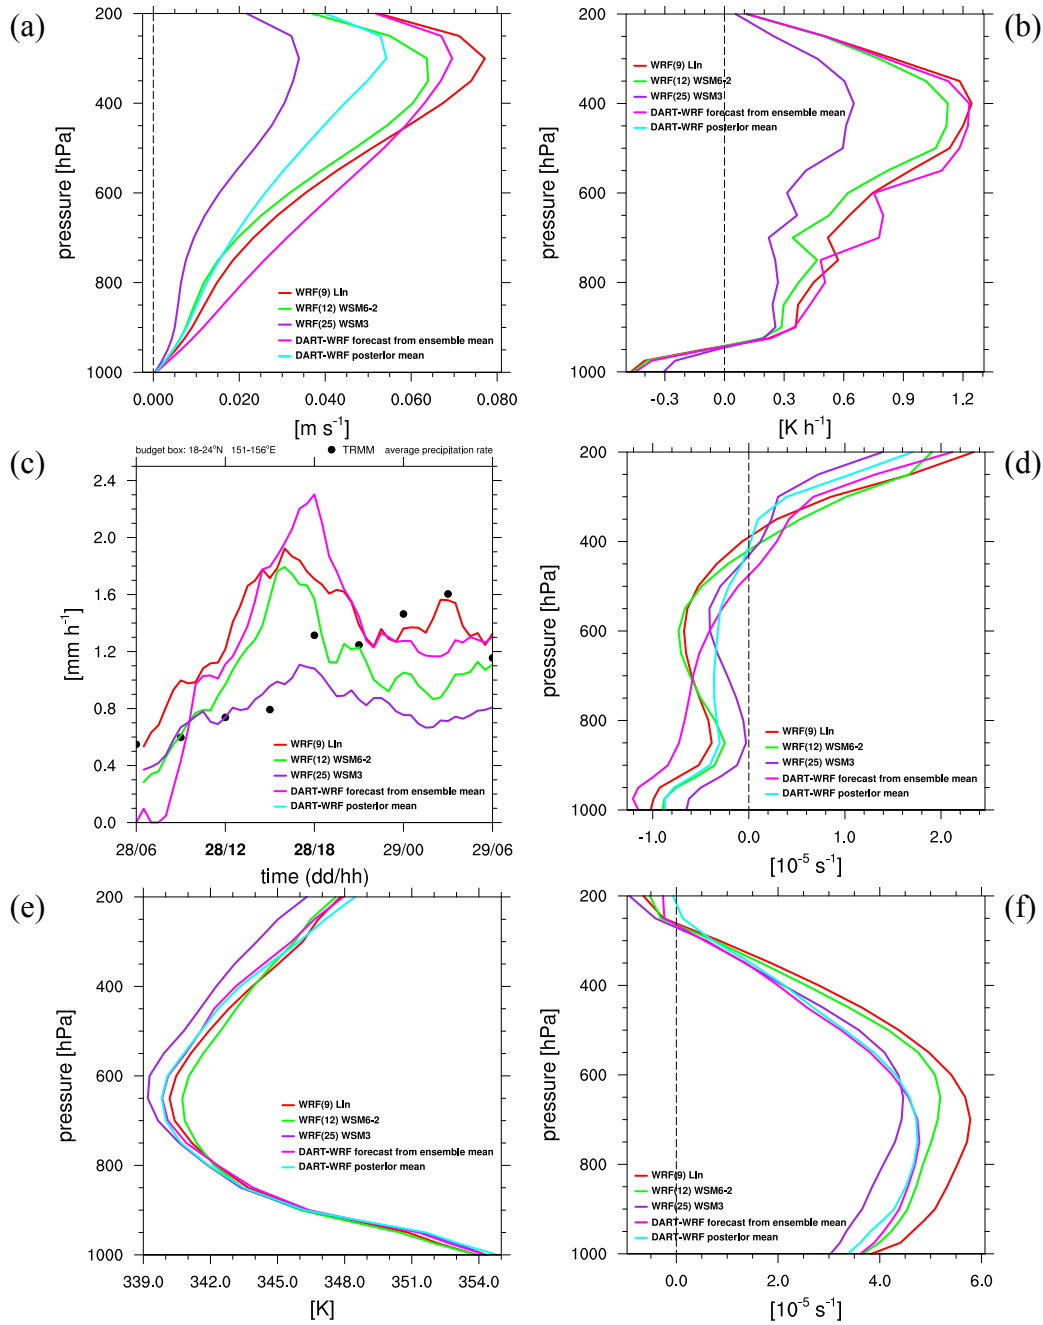 (a)
200
400
600
800
1000
pressure [hPa]
WRF(9) Lin
WRF(12) WSM6-2
WRF(25) WSM3
DART-WRF forecast from ensemble mean
DART-WRF posterior mean
0.000 0.020 0.040 0.060 0.080
[m s-1]
(b)
200
400
600
800
1000
pressure [hPa]
WRF(9) Lin
WRF(12) WSM6-2
WRF(25) WSM3
DART-WRF forecast from ensemble mean
DART-WRF posterior mean
-0.3 0.0 0.3 0.6 0.9 1.2
[K h-1]
(c)
budget box: 18-24°N 151-156°E ● TRMM average precipitation rate
2.4
2.0
1.6
1.2
0.8
0.4
0.0
[mm h-1]
WRF(9) Lin
WRF(12) WSM6-2
WRF(25) WSM3
DART-WRF forecast from ensemble mean
DART-WRF posterior mean
28/06 28/12 28/18 29/00 29/06
time (dd/hh)
(d)
200
400
600
800
1000
pressure [hPa]
WRF(9) Lin
WRF(12) WSM6-2
WRF(25) WSM3
DART-WRF forecast from ensemble mean
DART-WRF posterior mean
-1.0 0.0 1.0 2.0
[10-5 s-1]
(e)
200
400
600
800
1000
pressure [hPa]
WRF(9) Lin
WRF(12) WSM6-2
WRF(25) WSM3
DART-WRF forecast from ensemble mean
DART-WRF posterior mean
339.0 342.0 345.0 348.0 351.0 354.0
[K]
(f)
200
400
600
800
1000
pressure [hPa]
WRF(9) Lin
WRF(12) WSM6-2
WRF(25) WSM3
DART-WRF forecast from ensemble mean
DART-WRF posterior mean
0.0 2.0 4.0 6.0
[10-5 s-1]